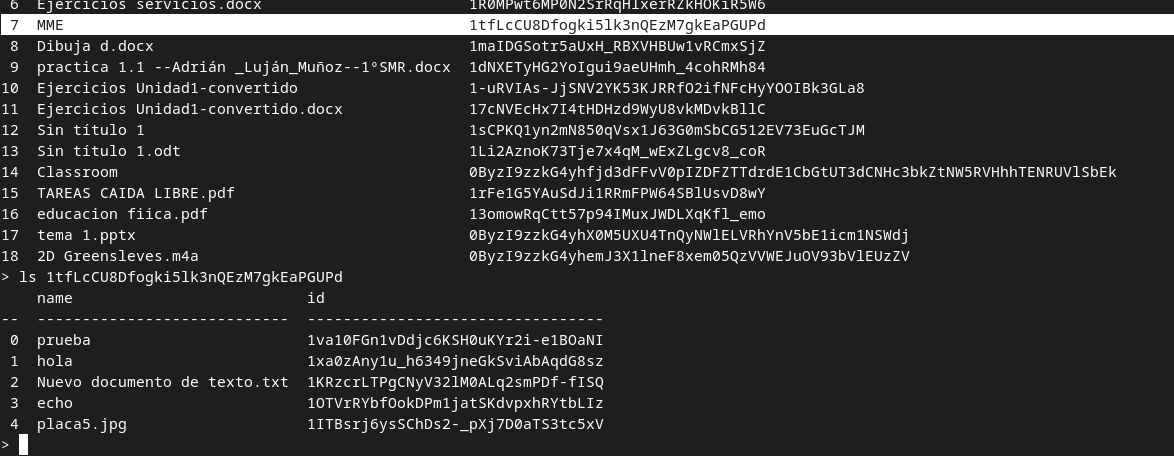 6 Ejercicios servicios.docx 1R0MPwt6MP0N2SrRqHlxerRZkHOKiR5W6
7 MME 1tfLcCU8Dfogki5lk3nQEzM7gkEaPGUPd
8 Dibuja d.docx 1maIDGSotr5aUxH_RBXVHBUw1vRCmxSjZ
9 practica 1.1 --Adrián _Luján_Muñoz--1ºSMR.docx 1dNXETyHG2YoIgui9aeUHmh_4cohRMh84
10 Ejercicios Unidad1-convertido 1-uRVIAs-JjSNV2YK53KJRRfO2ifNFcHyYOOIBk3GLa8
11 Ejercicios Unidad1-convertido.docx 17cNVEcHx7I4tHDHzd9WyU8vkMDvkBllC
12 Sin título 1 1sCPKQ1yn2mN850qVsx1J63G0mSbCG512EV73EuGcTJM
13 Sin título 1.odt 1Li2AznoK73Tje7x4qM_wExZLgcv8_coR
14 Classroom 0ByzI9zzkG4yhfjd3dFFvV0pIZDFZTTdrdE1CbGtUT3dCNHc3bkZtNW5RVHhhTENRUVlSbEk
15 TAREAS CAIDA LIBRE.pdf 1rFe1G5YAuSdJi1RRmFPW64SBlUsvD8wY
16 educacion fiica.pdf 13omowRqCtt57p94IMuxJWDLXqKfl_emo
17 tema 1.pptx 0ByzI9zzkG4yhX0M5UXU4TnQyNWlELVRhYnV5bE1icm1NSWdj
18 2D Greensleves.m4a 0ByzI9zzkG4yhemJ3X1lneF8xem05QzVVWEJuOV93bVlEUzZV
> ls 1tfLcCU8Dfogki5lk3nQEzM7gkEaPGUPd
name id
-- ---------------------------- ---------------------------------
0 prueba 1va10FGn1vDdjc6KSH0uKYr2i-e1BOaNI
1 hola 1xa0zAny1u_h6349jneGkSviAbAqdG8sz
2 Nuevo documento de texto.txt 1KRzcrLTPgCNyV32lM0ALq2smPDf-fISQ
3 echo 1OTVrRYbfOokDPm1jatSKdvpxhRYtbLIz
4 placa5.jpg 1ITBsrj6ysSChDs2-_pXj7D0aTS3tc5xV
>